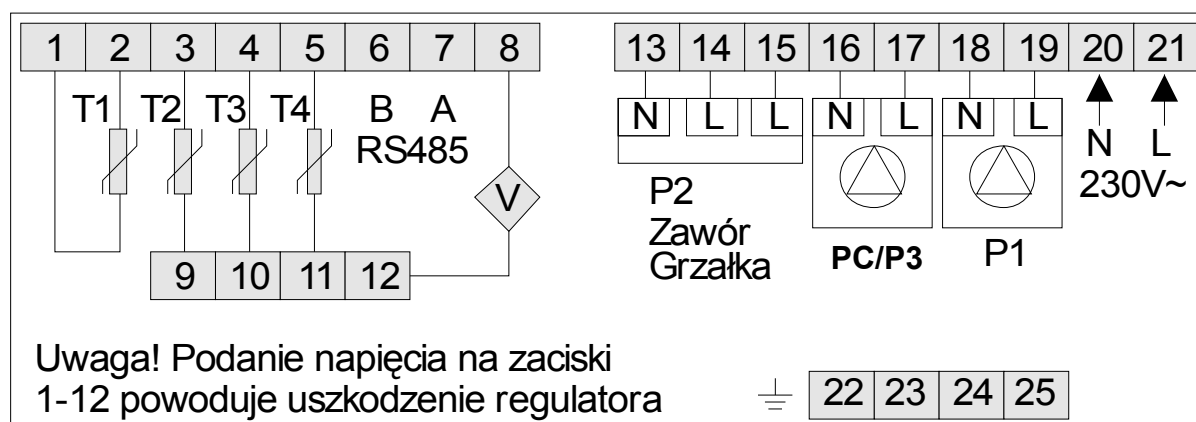 1 2 3 4 5 6 7 8
13 14 15 16 17 18 19 20 21
T1 T2 T3 T4 B A
RS485
V
9 10 11 12
N L L N L N L
N L
230V~
P2
Zawór
Grzałka
PC/P3
P1
Uwaga! Podanie napięcia na zaciski
1-12 powoduje uszkodzenie regulatora
22 23 24 25